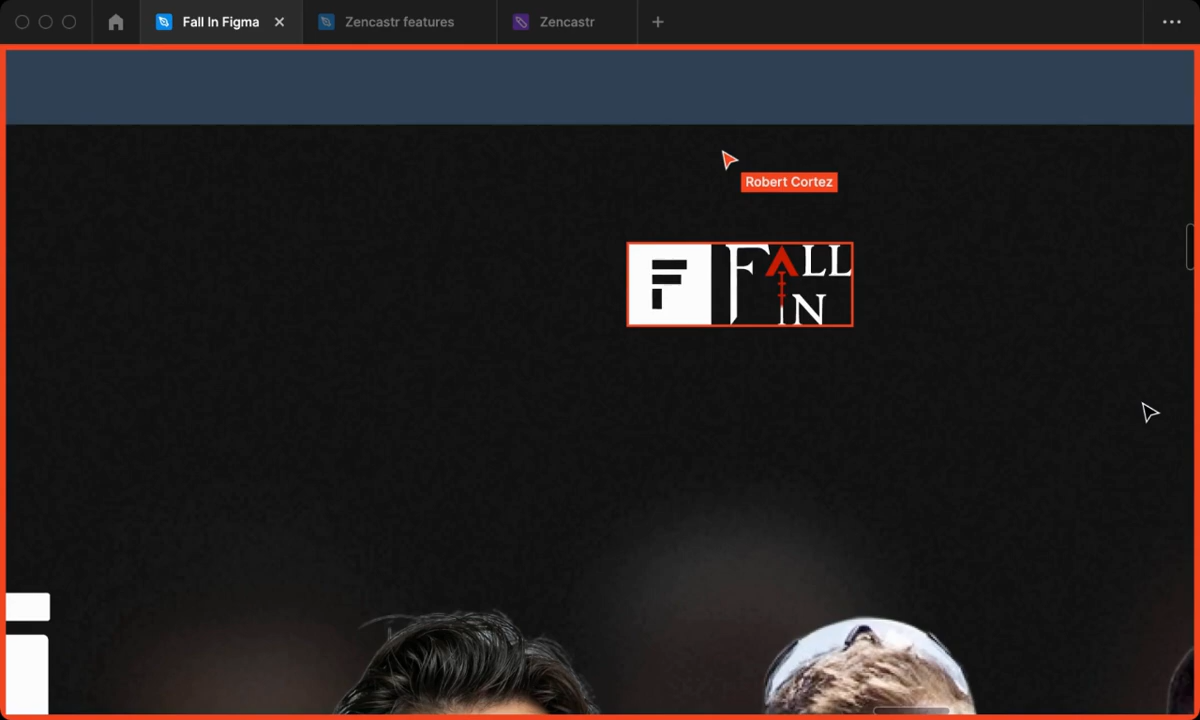 Fall In Figma
Zencastr features
Zencastr
Robert Cortez
F
FALL
IN